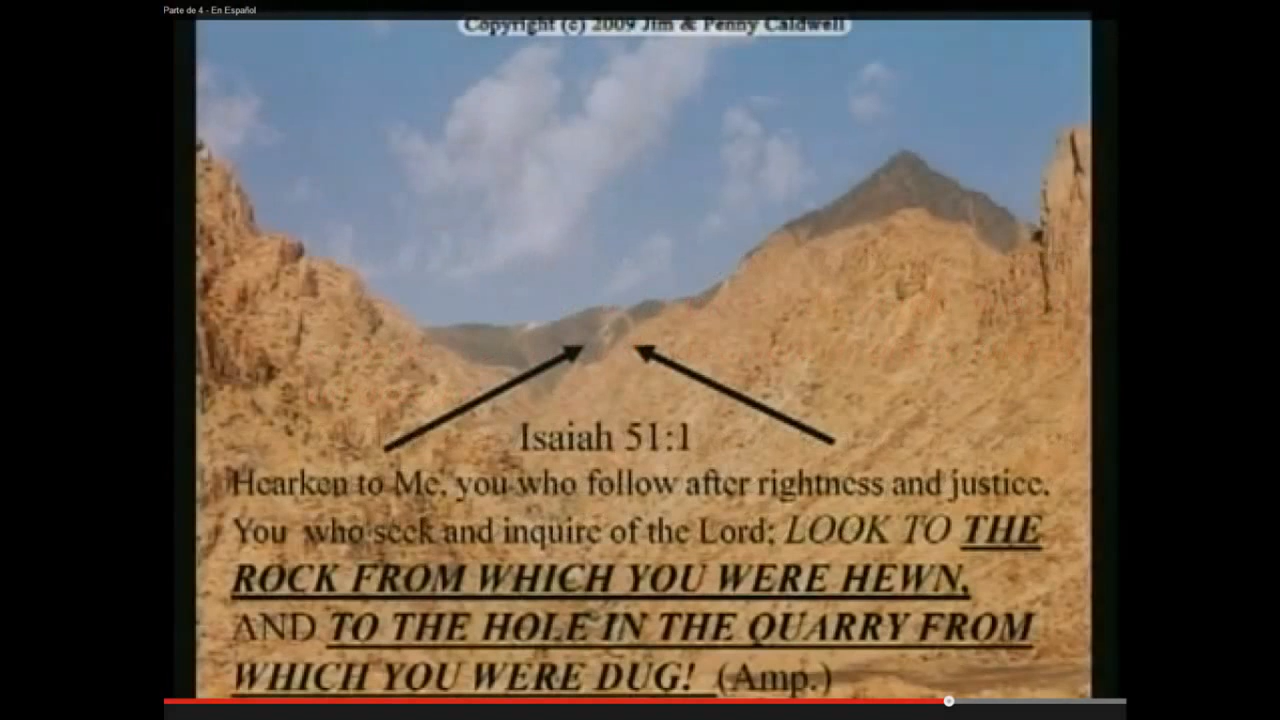 Parte de 4 - En Español
Copyright (c) 2009 Jim & Penny Caldwell
Isaiah 51:1
Hearken to Me, you who follow after rightness and justice.
You who seek and inquire of the Lord; LOOK TO THE
ROCK FROM WHICH YOU WERE HEWN,
AND TO THE HOLE IN THE QUARRY FROM
WHICH YOU WERE DUG! (Amp.)